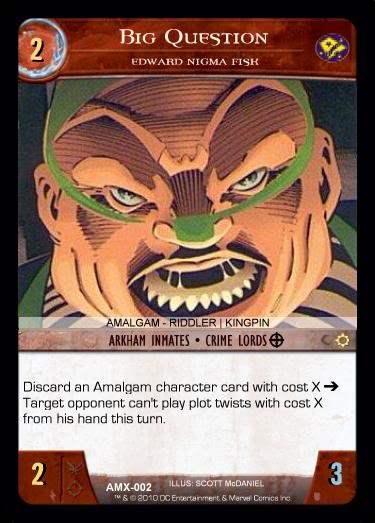 2
BIG QUESTION
EDWARD NIGMA FISK
AMALGAM - RIDDLER | KINGPIN
ARKHAM INMATES • CRIME LORDS
Discard an Amalgam character card with cost X ➔
Target opponent can't play plot twists with cost X
from his hand this turn.
2
AMX-002
ILLUS: SCOTT McDANIEL
3
™ & © 2010 DC Entertainment & Marvel Comics Inc.